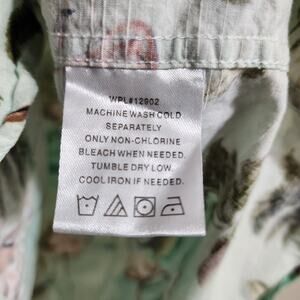 WPL#12902
MACHINE WASH COLD
SEPARATELY
ONLY NON-CHLORINE
BLEACH WHEN NEEDED.
TUMBLE DRY LOW.
COOL IRON IF NEEDED.